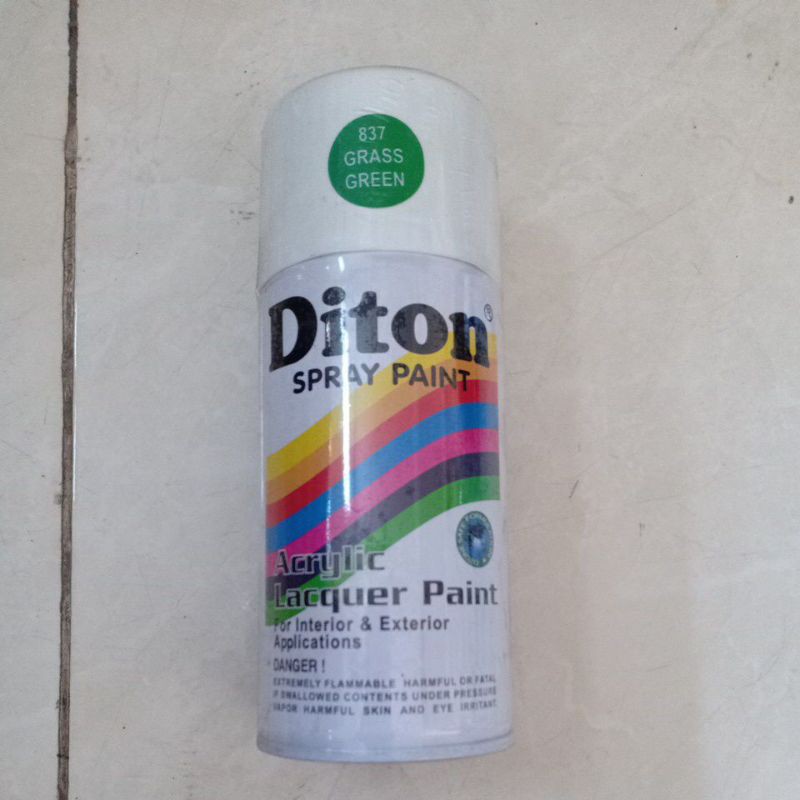 837
GRASS
GREEN
Diton®
SPRAY PAINT
Acrylic
Lacquer Paint
For Interior & Exterior
Applications
DANGER !
EXTREMELY FLAMMABLE HARMFUL OR FATAL
IF SWALLOWED CONTENTS UNDER PRESSURE
VAPOR HARMFUL SKIN AND EYE IRRITANT